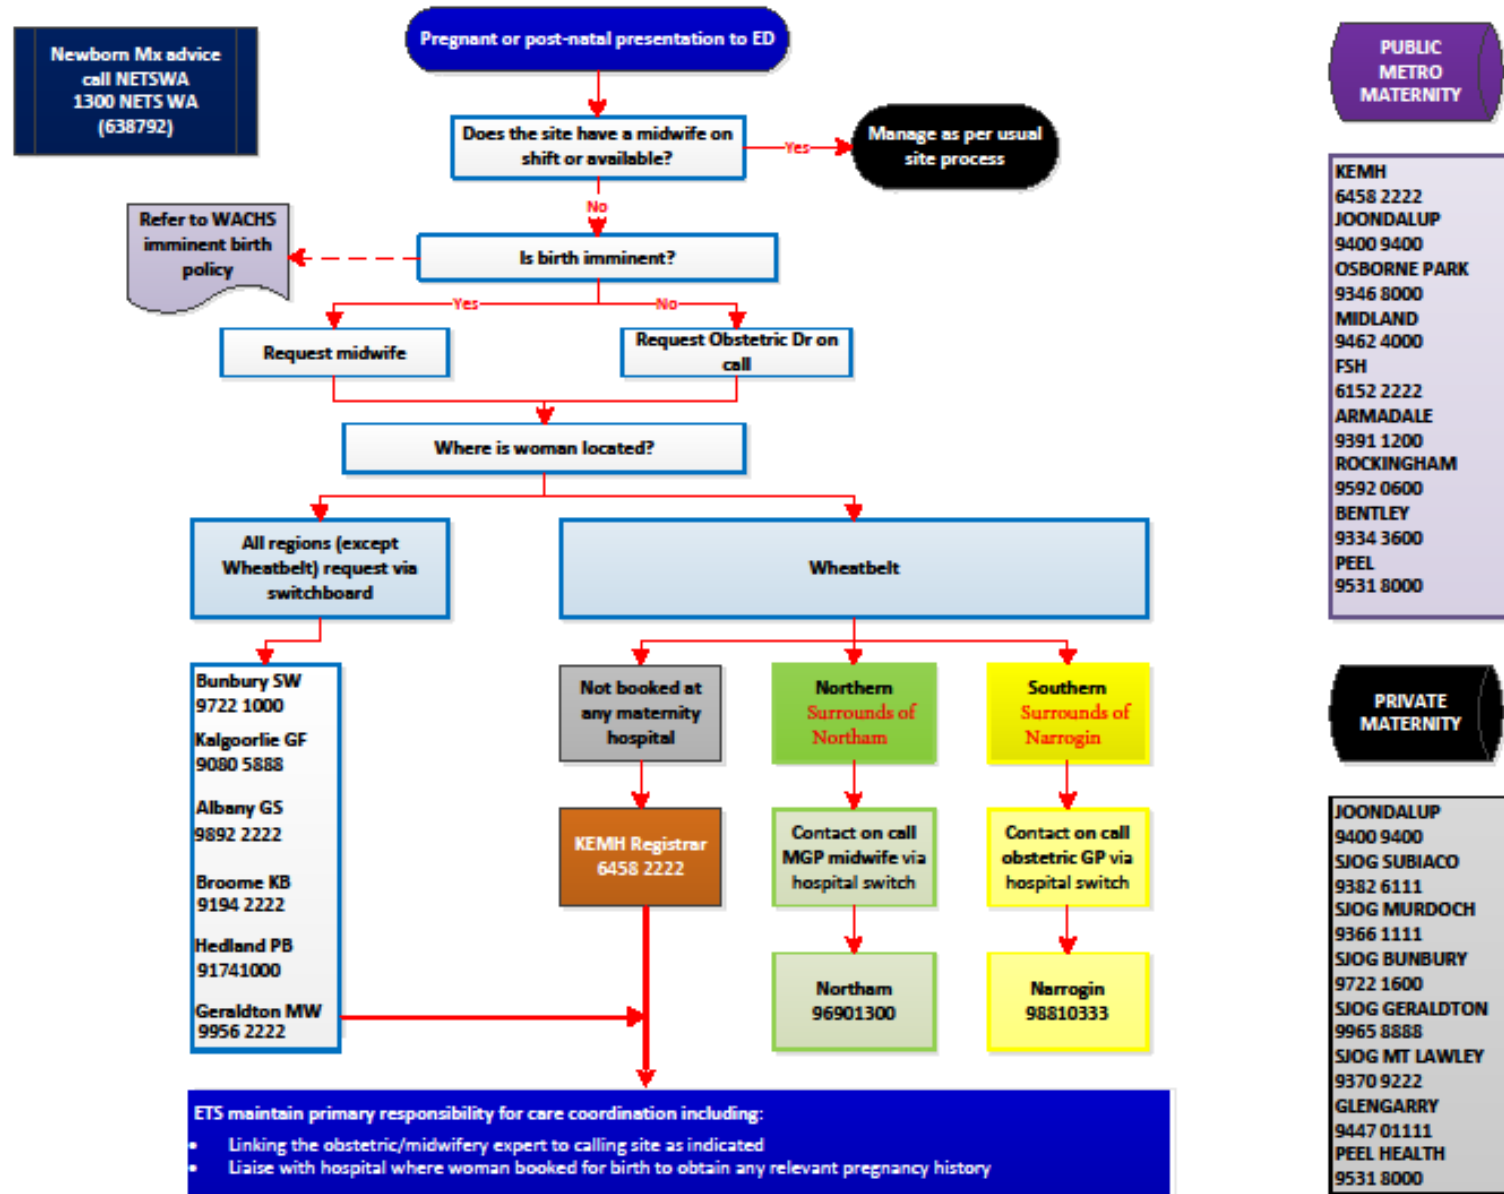 Newborn Mx advice
call NETSWA
1300 NETS WA
(638792)
Pregnant or post-natal presentation to ED
Does the site have a midwife on
shift or available?
Yes
Manage as per usual
site process
No
Refer to WACHS
imminent birth
policy
Is birth imminent?
Yes
No
Request midwife
Request Obstetric Dr on
call
Where is woman located?
All regions (except
Wheatbelt) request via
switchboard
Wheatbelt
Bunbury SW
9722 1000
Kalgoorlie GF
9080 5888
Albany GS
9892 2222
Broome KB
9194 2222
Hedland PB
91741000
Geraldton MW
9956 2222
Not booked at
any maternity
hospital
KEMH Registrar
6458 2222
Northern
Surrounds of
Northam
Contact on call
MGP midwife via
hospital switch
Northam
96901300
Southern
Surrounds of
Narrogin
Contact on call
obstetric GP via
hospital switch
Narrogin
98810333
ETS maintain primary responsibility for care coordination including:
• Linking the obstetric/midwifery expert to calling site as indicated
• Liaise with hospital where woman booked for birth to obtain any relevant pregnancy history
PUBLIC
METRO
MATERNITY
KEMH
6458 2222
JOONDALUP
9400 9400
OSBORNE PARK
9346 8000
MIDLAND
9462 4000
FSH
6152 2222
ARMADALE
9391 1200
ROCKINGHAM
9592 0600
BENTLEY
9334 3600
PEEL
9531 8000
PRIVATE
MATERNITY
JOONDALUP
9400 9400
SJOG SUBIACO
9382 6111
SJOG MURDOCH
9366 1111
SJOG BUNBURY
9722 1600
SJOG GERALDTON
9965 8888
SJOG MT LAWLEY
9370 9222
GLENGARRY
9447 01111
PEEL HEALTH
9531 8000